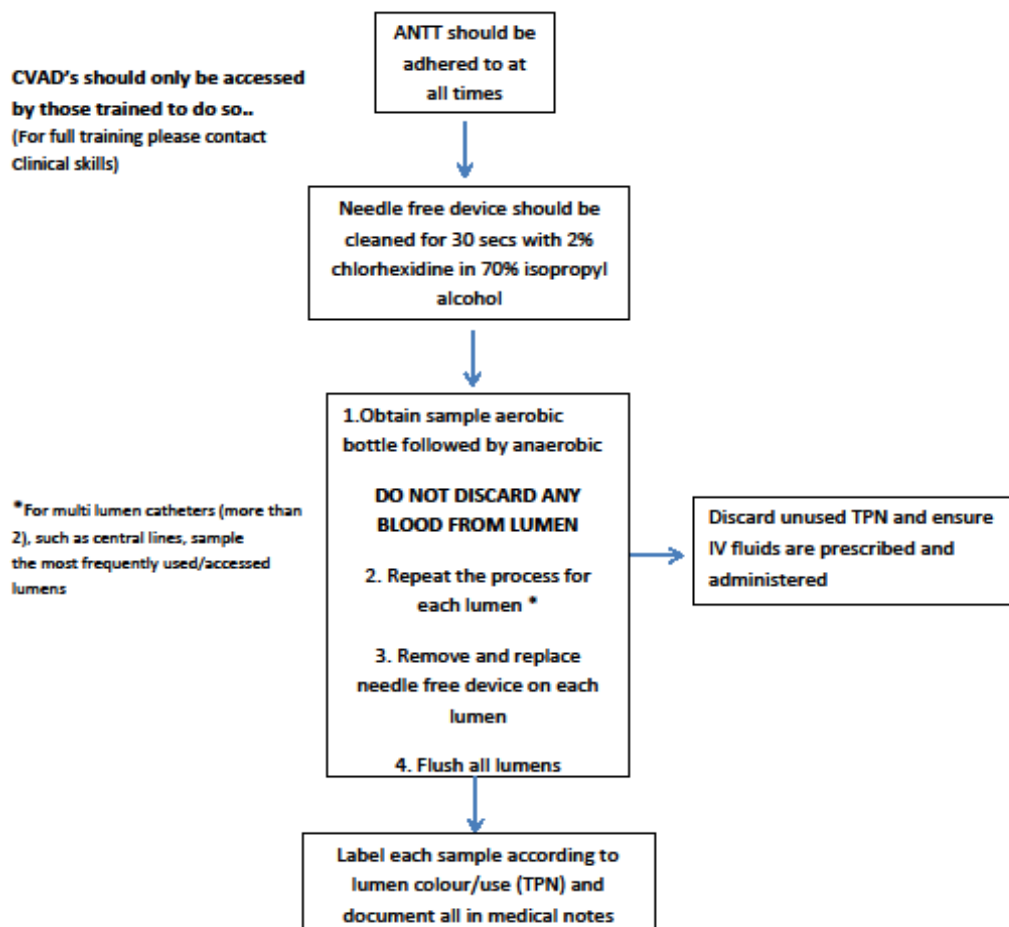 ANTT should be
adhered to at
all times
CVAD's should only be accessed
by those trained to do so..
(For full training please contact
Clinical skills)
Needle free device should be
cleaned for 30 secs with 2%
chlorhexidine in 70% isopropyl
alcohol
1.Obtain sample aerobic
bottle followed by anaerobic
DO NOT DISCARD ANY
BLOOD FROM LUMEN
2. Repeat the process for
each lumen *
3. Remove and replace
needle free device on each
lumen
4. Flush all lumens
*For multi lumen catheters (more than
2), such as central lines, sample
the most frequently used/accessed
lumens
Discard unused TPN and ensure
IV fluids are prescribed and
administered
Label each sample according to
lumen colour/use (TPN) and
document all in medical notes